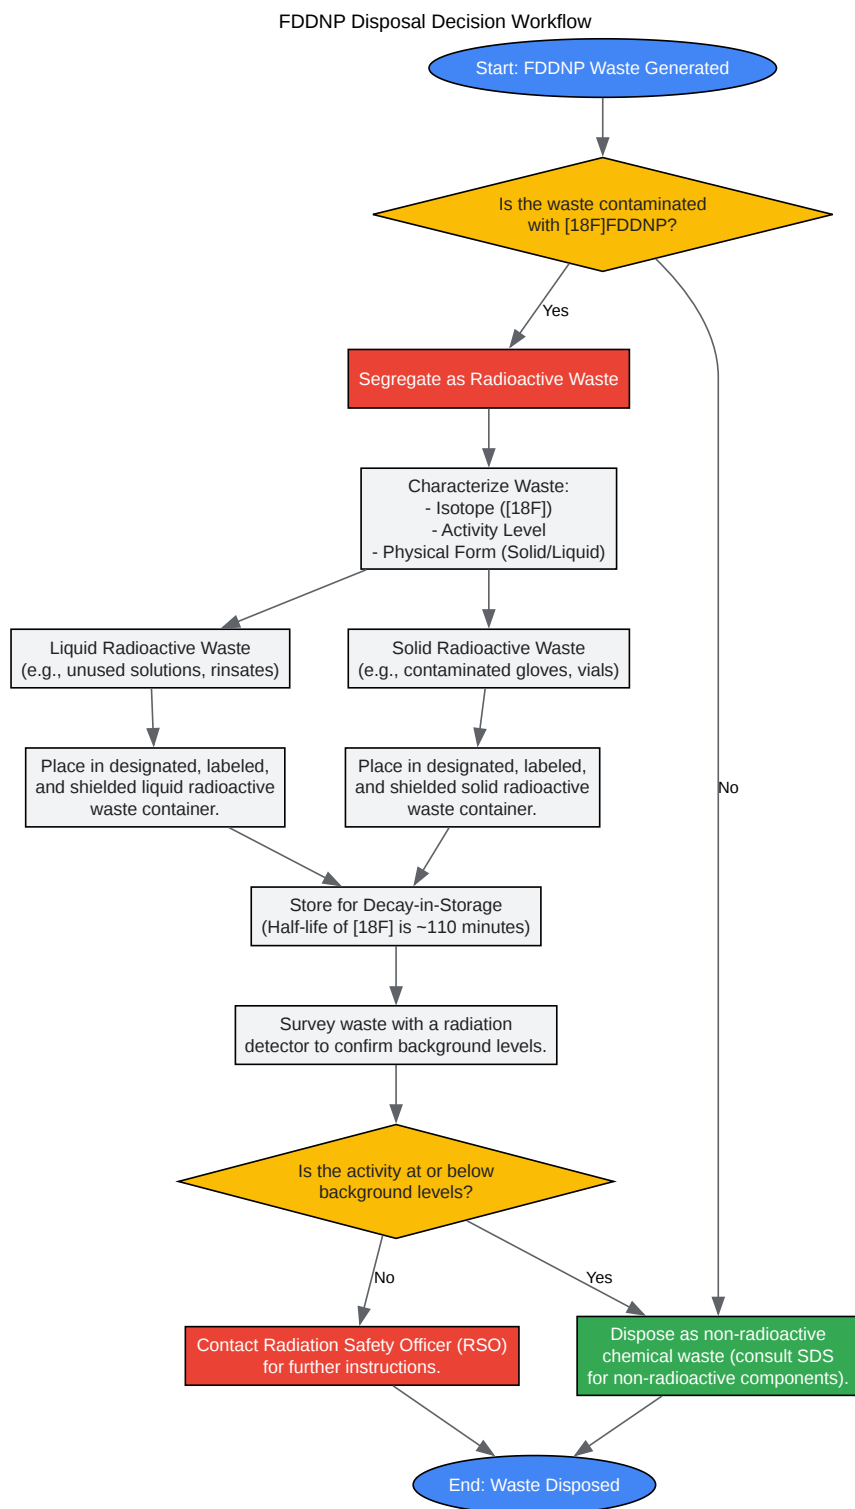 FDDNP Disposal Decision Workflow
Start: FDDNP Waste Generated
Is the waste contaminated
with [18F]FDDNP?
Yes
Segregate as Radioactive Waste
Characterize Waste:
- Isotope ([18F])
- Activity Level
- Physical Form (Solid/Liquid)
Liquid Radioactive Waste
(e.g., unused solutions, rinsates)
Solid Radioactive Waste
(e.g., contaminated gloves, vials)
Place in designated, labeled,
and shielded liquid radioactive
waste container.
Place in designated, labeled,
and shielded solid radioactive
waste container.
No
Store for Decay-in-Storage
(Half-life of [18F] is ~110 minutes)
Survey waste with a radiation
detector to confirm background levels.
Is the activity at or below
background levels?
No
Yes
Contact Radiation Safety Officer (RSO)
for further instructions.
Dispose as non-radioactive
chemical waste (consult SDS
for non-radioactive components).
End: Waste Disposed